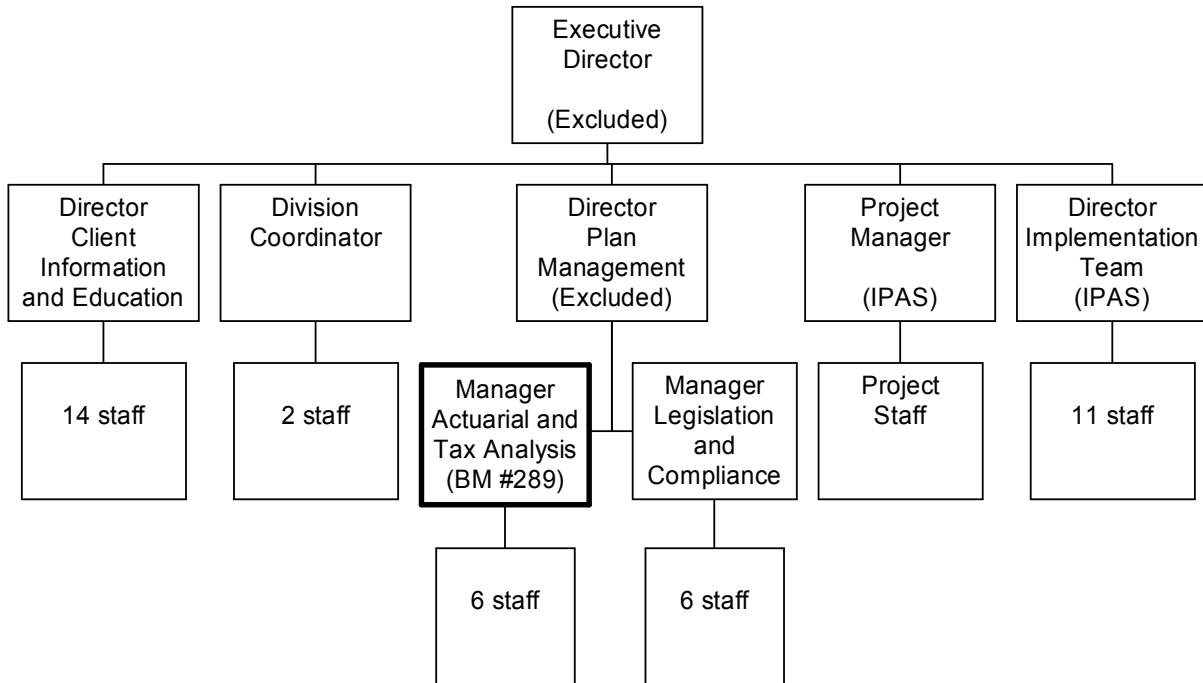 Executive
Director
(Excluded)
Director
Client
Information
and Education
Division
Coordinator
Director
Plan
Management
(Excluded)
Project
Manager
(IPAS)
Director
Implementation
Team
(IPAS)
14 staff
2 staff
Manager
Actuarial and
Tax Analysis
(BM #289)
Manager
Legislation
and
Compliance
Project
Staff
11 staff
6 staff
6 staff